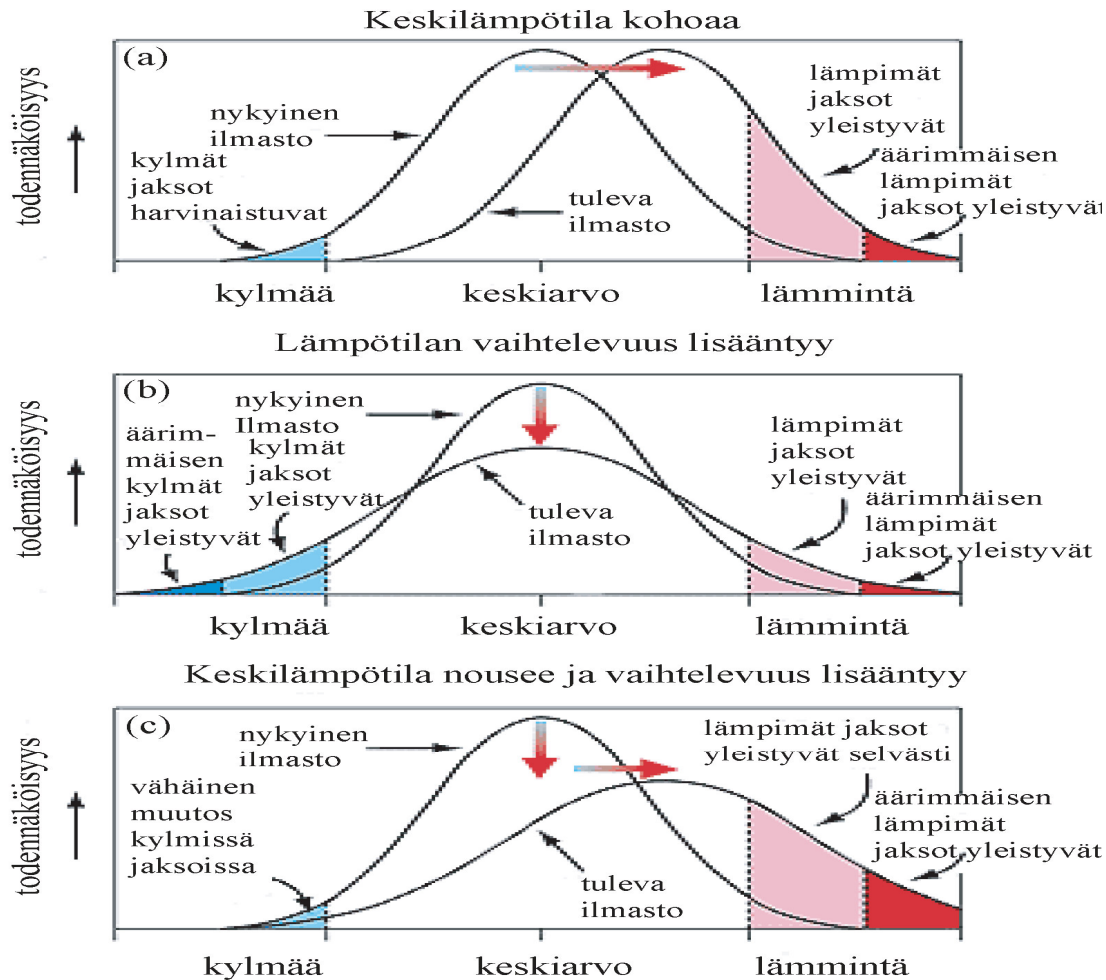 Keskilämpötila kohoaa
(a)
todennäköisyys
nykyinen
ilmasto
kylmät
jaksot
harvinaistuvat
tuleva
ilmasto
lämpimät
jaksot
yleistyvät
äärimmäisen
lämpimät
jaksot yleistyvät
kylmää
keskiarvo
lämmintä
Lämpötilan vaihtelevuus lisääntyy
(b)
todennäköisyys
nykyinen
Ilmasto
äärim-
mäisen
kylmät
jaksot
yleistyvät
kylmät
jaksot
yleistyvät
tuleva
ilmasto
lämpimät
jaksot
yleistyvät
äärimmäisen
lämpimät
jaksot yleistyvät
kylmää
keskiarvo
lämmintä
Keskilämpötila nousee ja vaihtelevuus lisääntyy
(c)
todennäköisyys
nykyinen
ilmasto
vähäinen
muutos
kylmissä
jaksoissa
tuleva
ilmasto
lämpimät jaksot
yleistyvät selvästi
äärimmäisen
lämpimät
jaksot yleistyvät
kylmää
keskiarvo
lämmintä